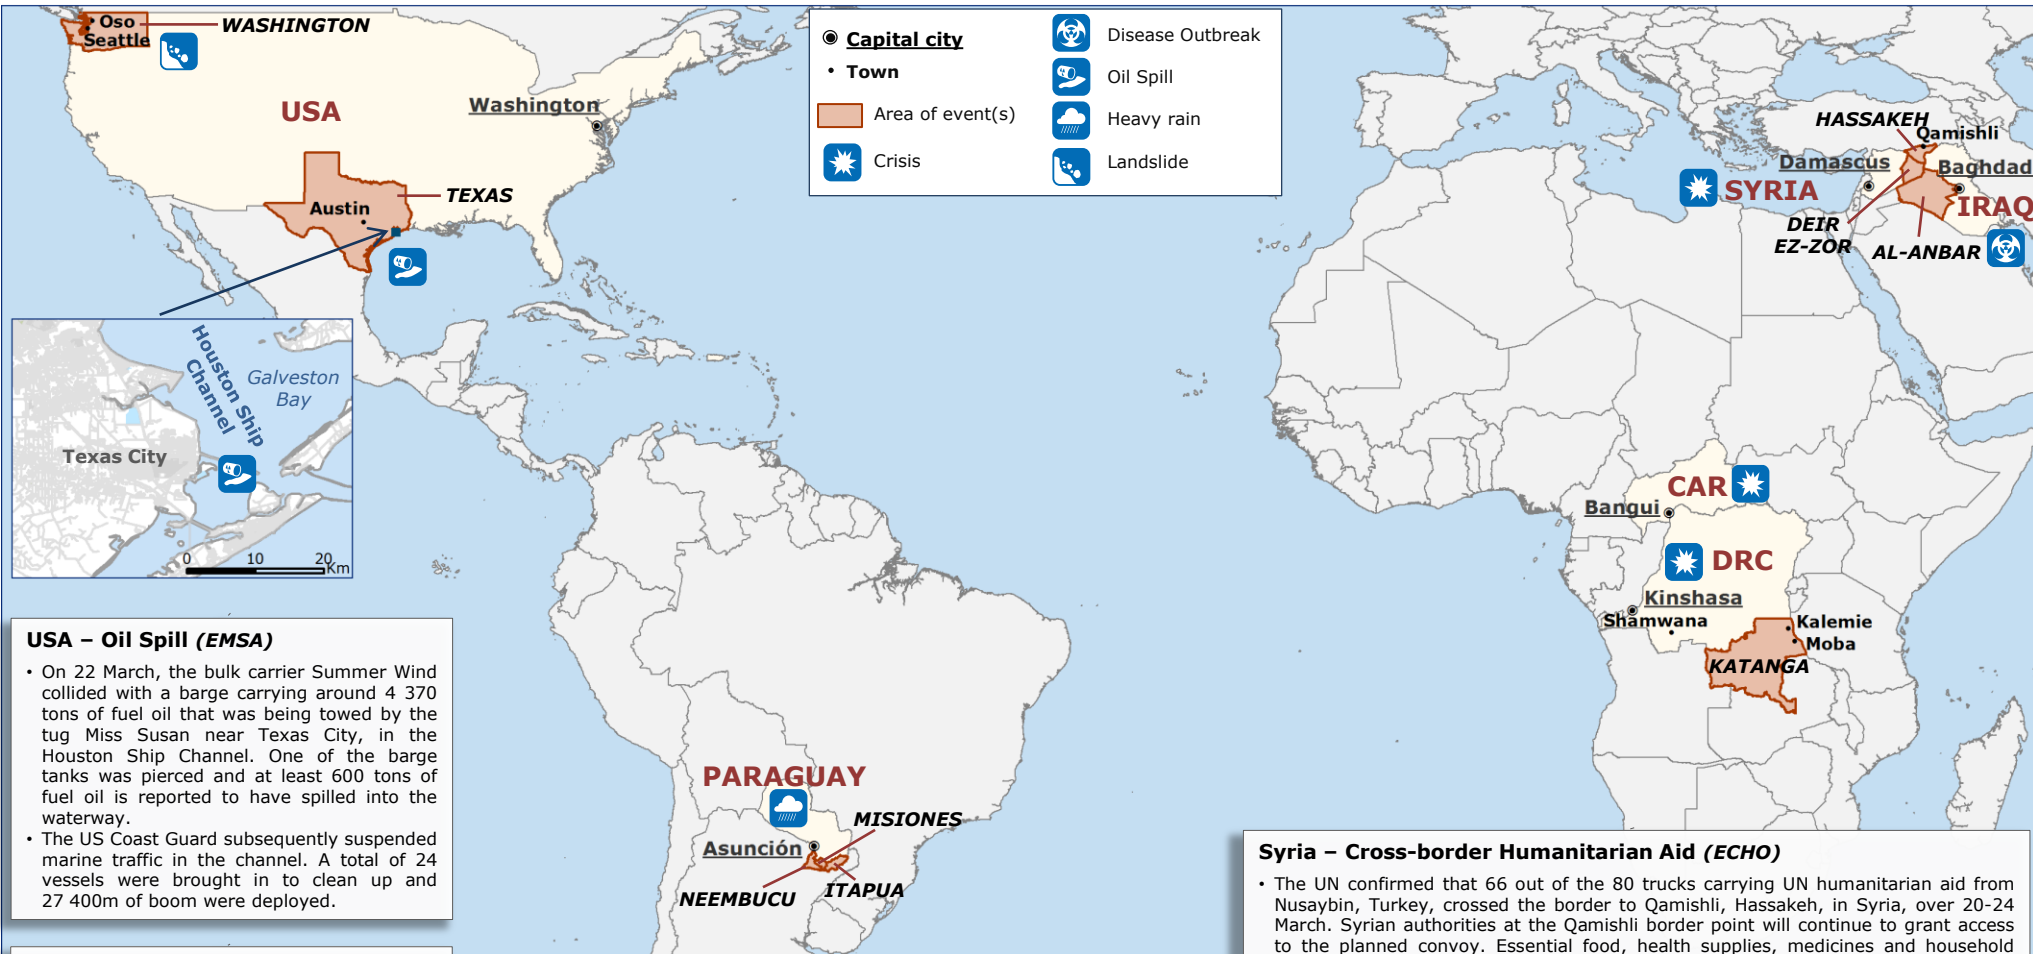 Oso
WASHINGTON
Seattle
USA
Washington
TEXAS
Austin
Capital city
Town
Area of event(s)
Crisis
Disease Outbreak
Oil Spill
Heavy rain
Landslide
HASSAKEH
Qamishli
Damascus
Baghdad
SYRIA
IRAQ
DEIR
EZ-ZOR
AL-ANBAR
Houston Ship
Channel
Galveston
Bay
Texas City
0 10 20
Km
CAR
Bangui
DRC
Kinshasa
Shamwana
Kalemie
Moba
KATANGA
PARAGUAY
MISIONES
Asunción
NEEMBUCU
ITAPUA
USA – Oil Spill (EMSA)
• On 22 March, the bulk carrier Summer Wind
collided with a barge carrying around 4 370
tons of fuel oil that was being towed by the
tug Miss Susan near Texas City, in the
Houston Ship Channel. One of the barge
tanks was pierced and at least 600 tons of
fuel oil is reported to have spilled into the
waterway.
• The US Coast Guard subsequently suspended
marine traffic in the channel. A total of 24
vessels were brought in to clean up and
27 400m of boom were deployed.
Syria – Cross-border Humanitarian Aid (ECHO)
• The UN confirmed that 66 out of the 80 trucks carrying UN humanitarian aid from
Nusaybin, Turkey, crossed the border to Qamishli, Hassakeh, in Syria, over 20-24
March. Syrian authorities at the Qamishli border point will continue to grant access
to the planned convoy. Essential food, health supplies, medicines and household